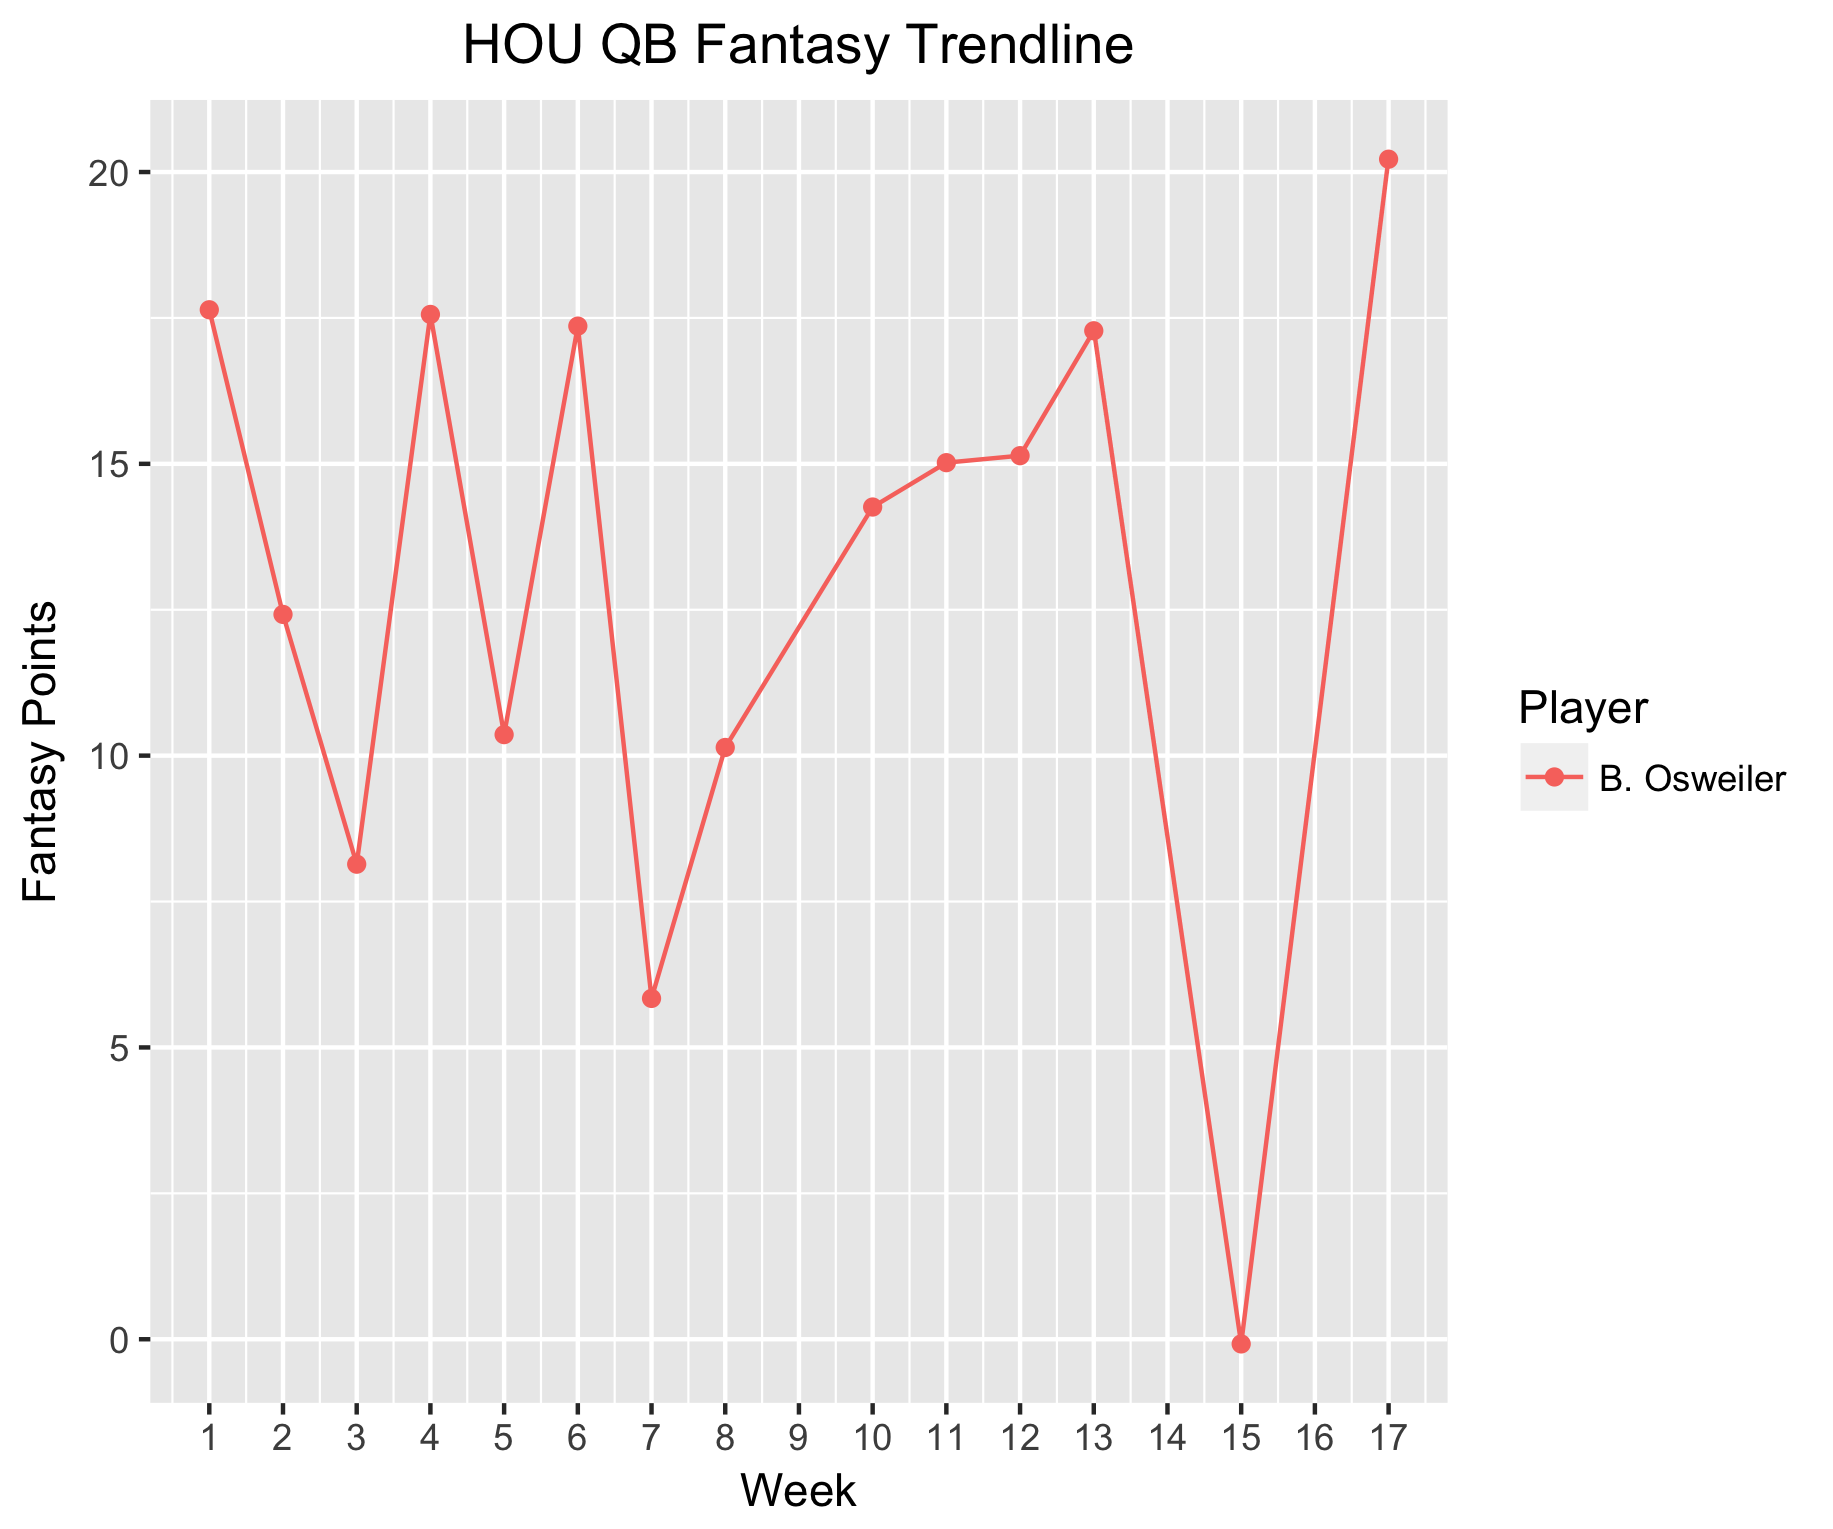 HOU QB Fantasy Trendline
Fantasy Points
20
15
10
5
0
1 2 3 4 5 6 7 8 9 10 11 12 13 14 15 16 17
Week
Player
B. Osweiler